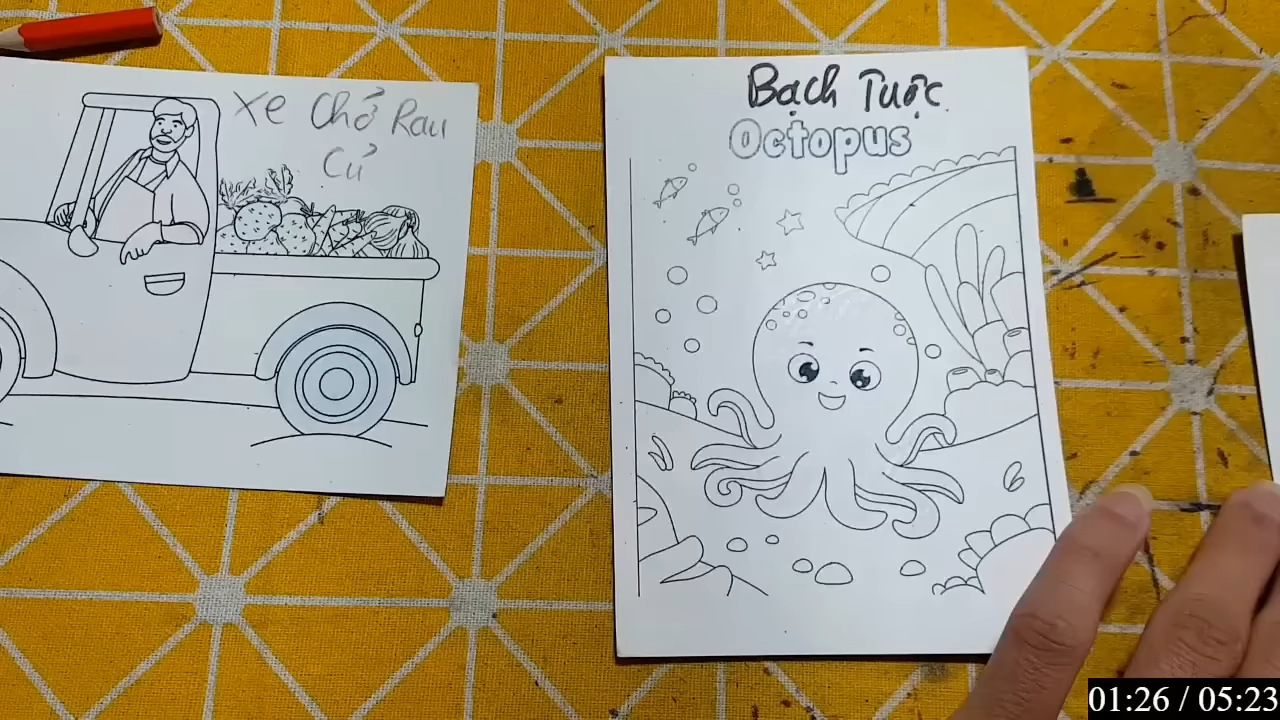 Xe Chở Rau
Củ
Bạch Tuộc
Octopus
01:26 / 05:23